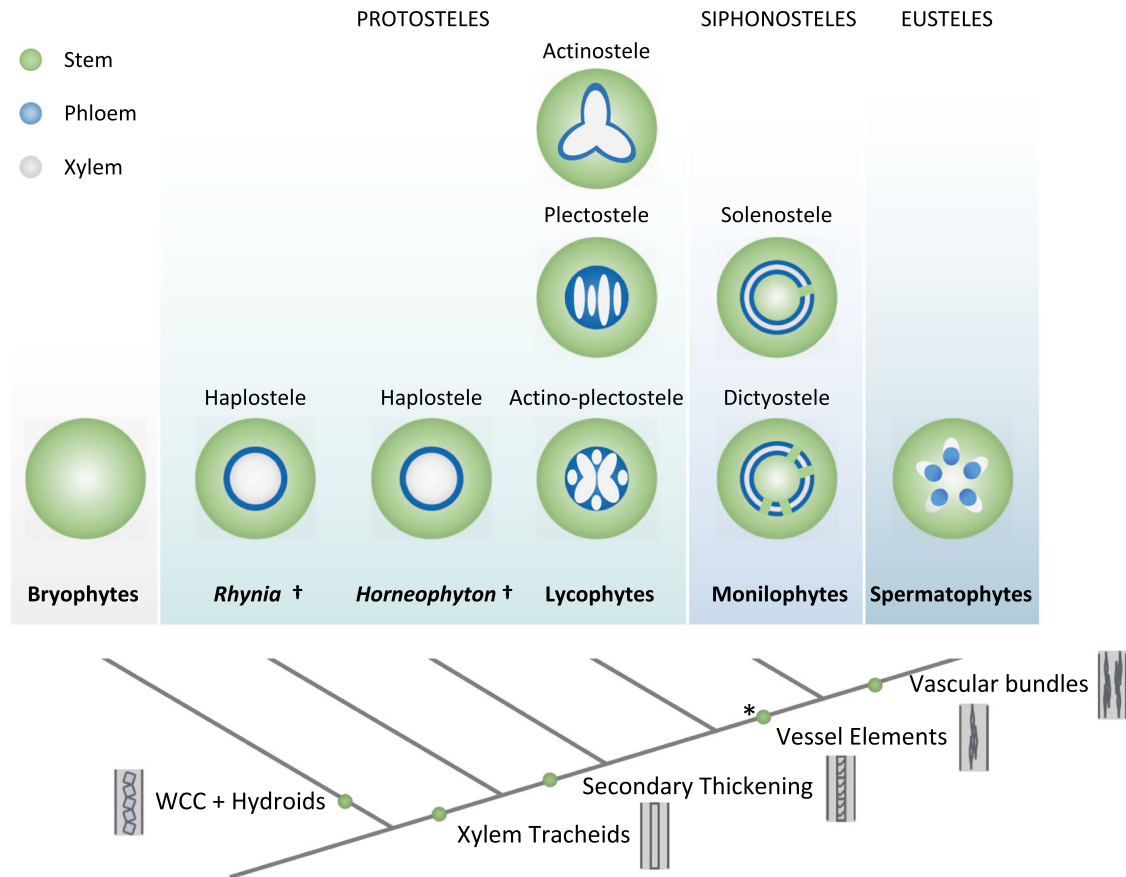 PROTOSTELES
SIPHONOSTELES
EUSTELES
Stem
Phloem
Xylem
Actinostele
Plectostele
Solenostele
Haplostele
Haplostele
Actino-plectostele
Dictyostele
Bryophytes
Rhynia †
Horneophyton †
Lycophytes
Monilophytes
Spermatophytes
Vascular bundles
*
Vessel Elements
Secondary Thickening
WCC + Hydroids
Xylem Tracheids